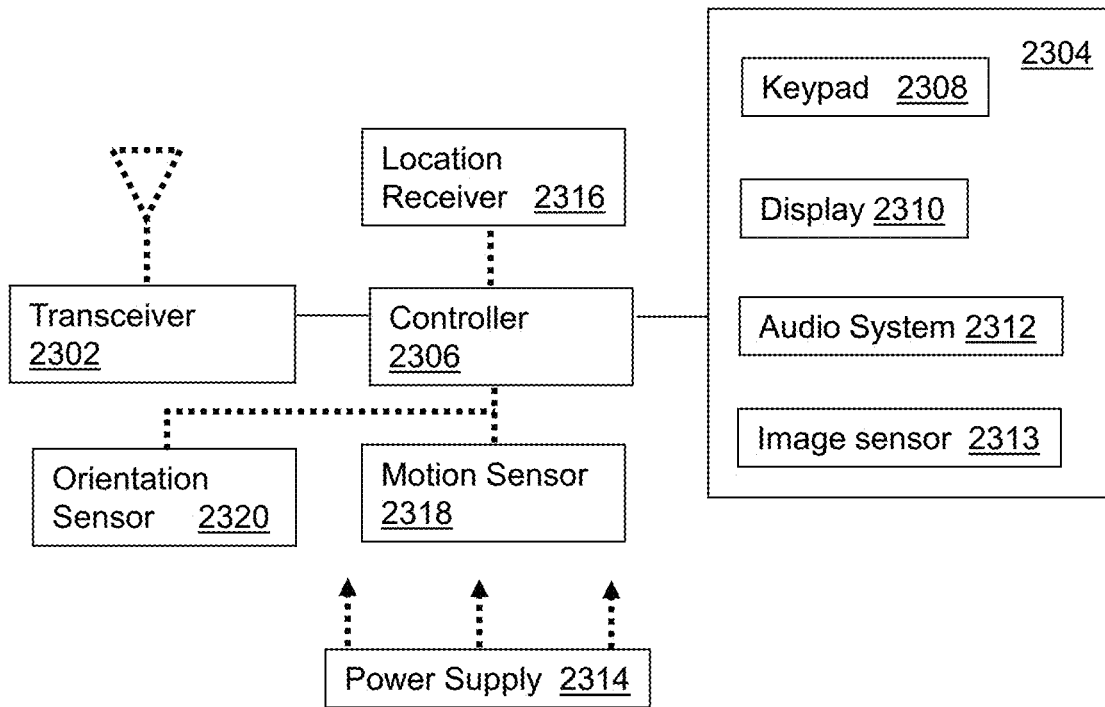 2304
Keypad 2308
Location
Receiver 2316
Display 2310
Transceiver
2302
Controller
2306
Audio System 2312
Image sensor 2313
Orientation
Sensor 2320
Motion Sensor
2318
Power Supply 2314